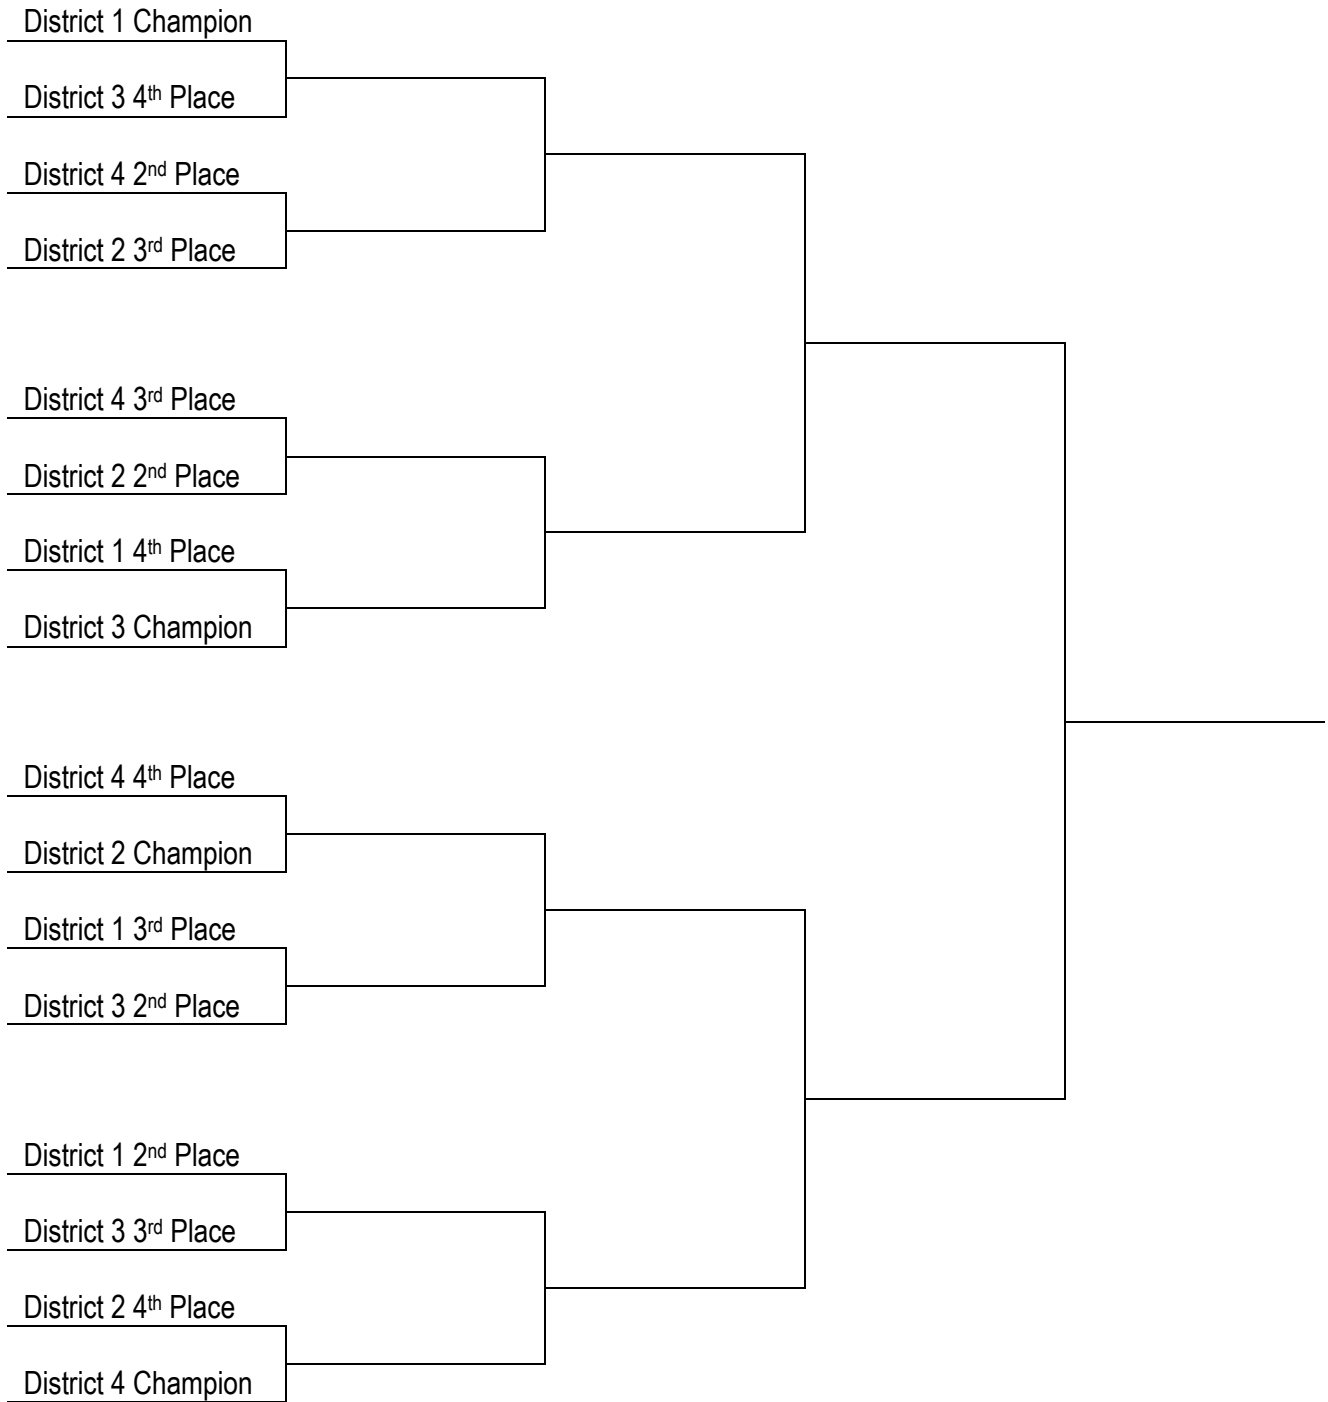 District 1 Champion
District 3 4th Place
District 4 2nd Place
District 2 3rd Place
District 4 3rd Place
District 2 2nd Place
District 1 4th Place
District 3 Champion
District 4 4th Place
District 2 Champion
District 1 3rd Place
District 3 2nd Place
District 1 2nd Place
District 3 3rd Place
District 2 4th Place
District 4 Champion